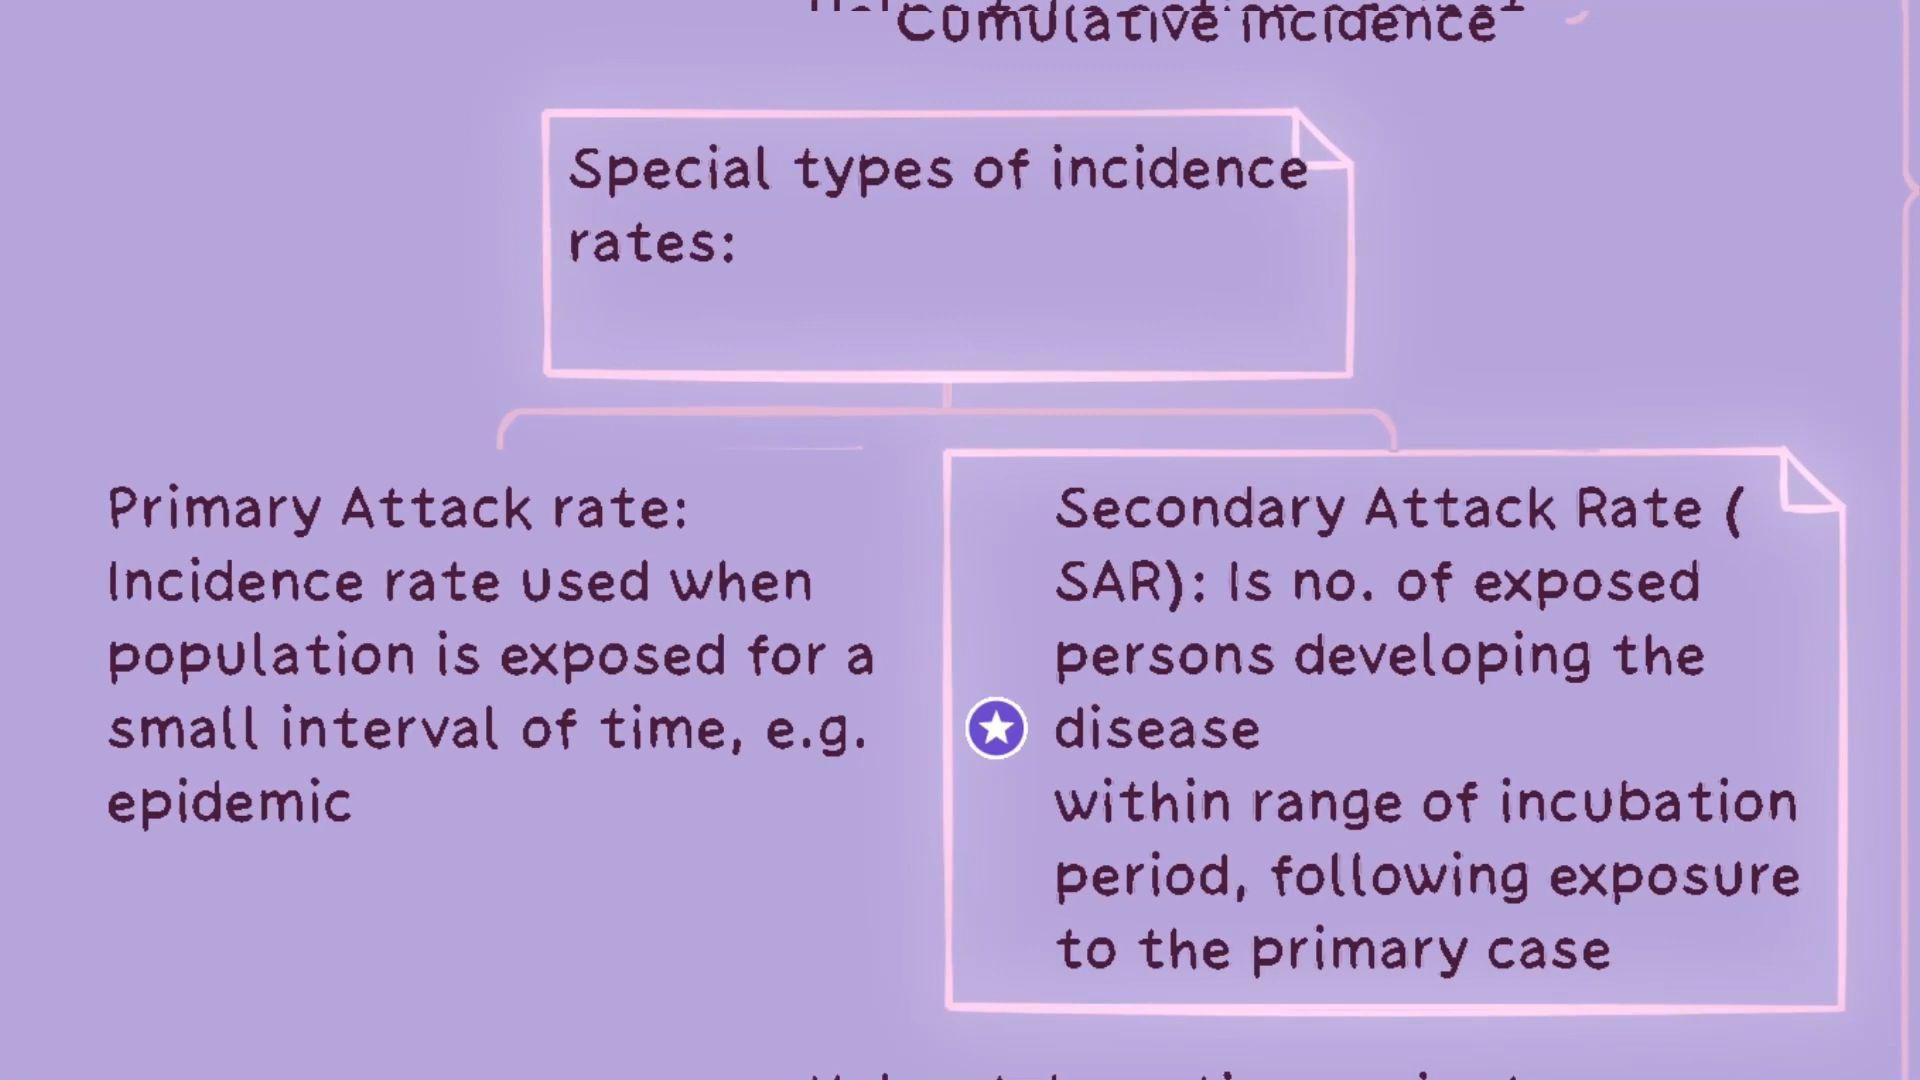 Cumulative incidence
Special types of incidence
rates:
Primary Attack rate:
Incidence rate used when
population is exposed for a
small interval of time, e.g.
epidemic
Secondary Attack Rate (
SAR): Is no. of exposed
persons developing the
disease
within range of incubation
period, following exposure
to the primary case